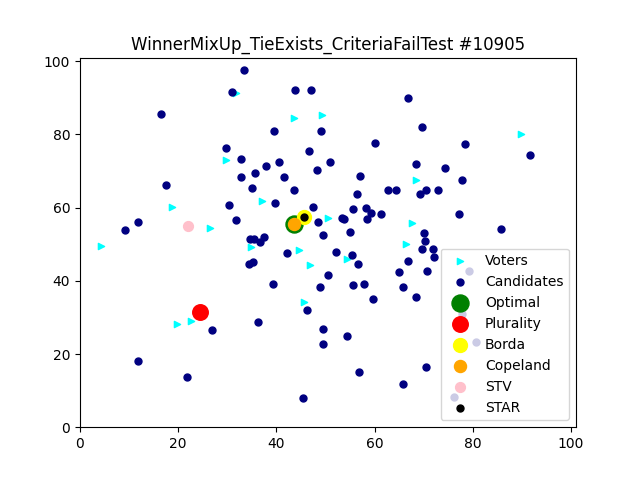 WinnerMixUp_TieExists_CriteriaFailTest #10905
100
80
60
40
20
0
0 20 40 60 80 100
Voters
Candidates
Optimal
Plurality
Borda
Copeland
STV
STAR